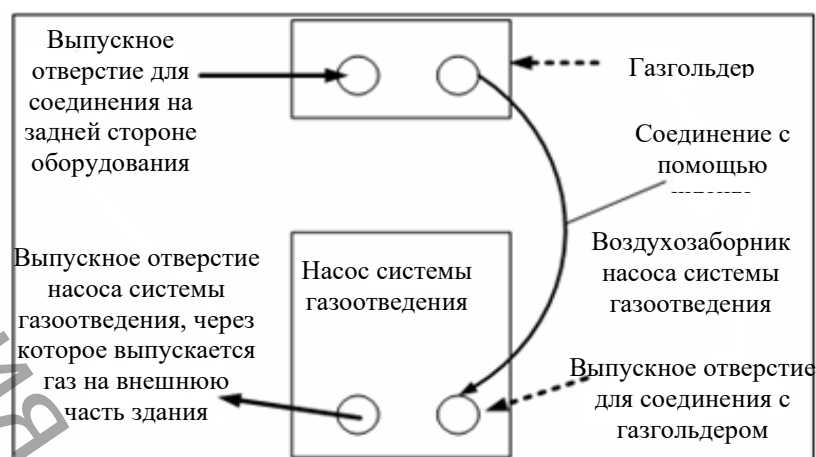 Выпускное
отверстие для
соединения на
задней стороне
оборудования
Газгольдер
Соединение с
помощью
Выпускное отверстие
насоса системы
газоотведения, через
которое выпускается
газ на внешнюю
часть здания
Насос системы
газоотведения
Воздухозаборник
насоса системы
газоотведения
Выпускное отверстие
для соединения с
газгольдером